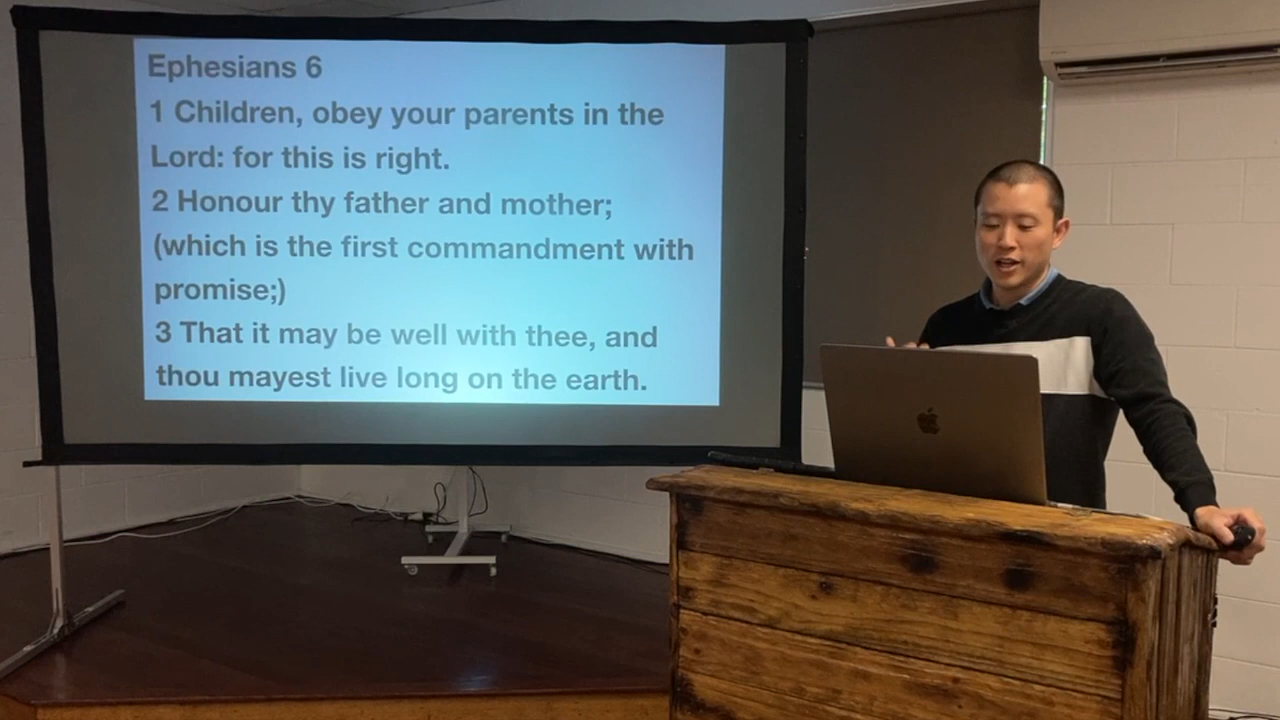 Ephesians 6
1 Children, obey your parents in the
Lord: for this is right.
2 Honour thy father and mother;
(which is the first commandment with
promise;)
3 That it may be well with thee, and
thou mayest live long on the earth.